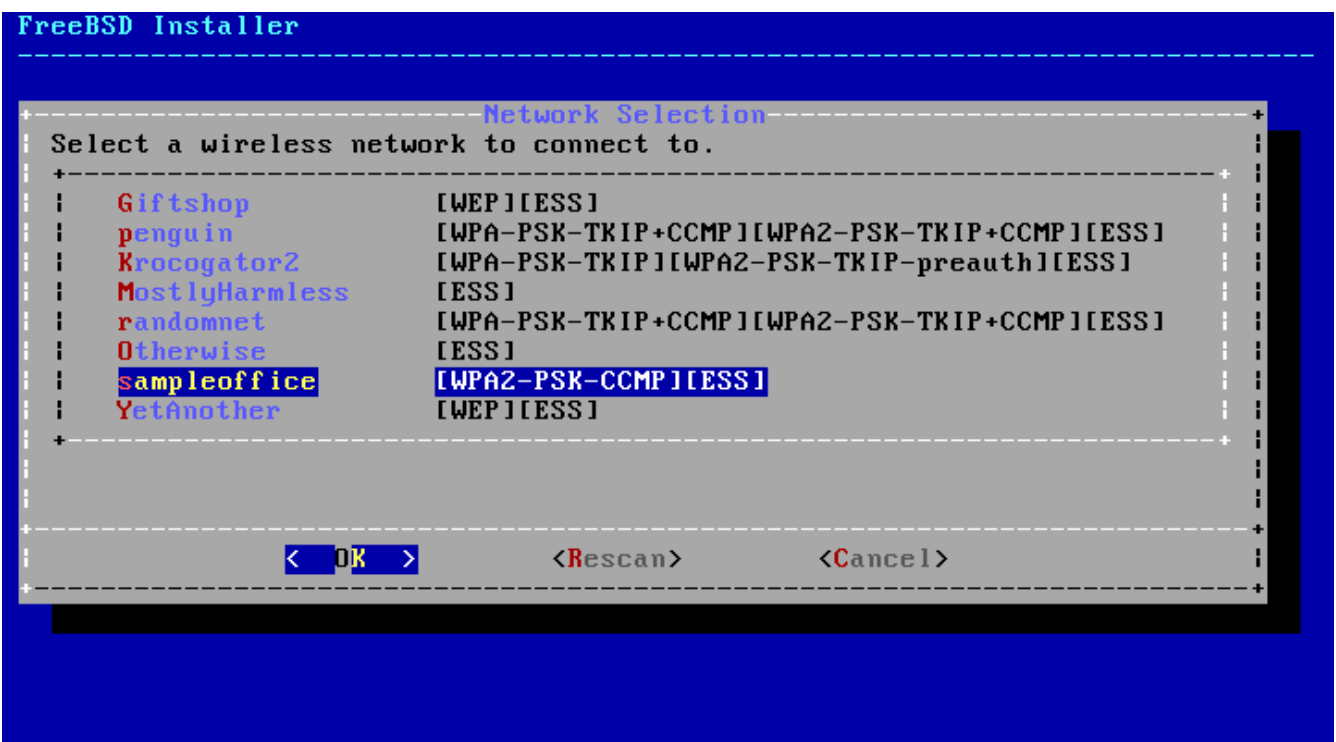 FreeBSD Installer
Network Selection
Select a wireless network to connect to.
Giftshop [WEP][ESS]
penguin [WPA-PSK-TKIP+CCMP][WPA2-PSK-TKIP+CCMP][ESS]
Krocogator2 [WPA-PSK-TKIP][WPA2-PSK-TKIP-preauth][ESS]
MostlyHarmless [ESS]
randomnet [WPA-PSK-TKIP+CCMP][WPA2-PSK-TKIP+CCMP][ESS]
Otherwise [ESS]
sampleoffice [WPA2-PSK-CCMP][ESS]
YetAnother [WEP][ESS]
< OK > <Rescan> <Cancel>